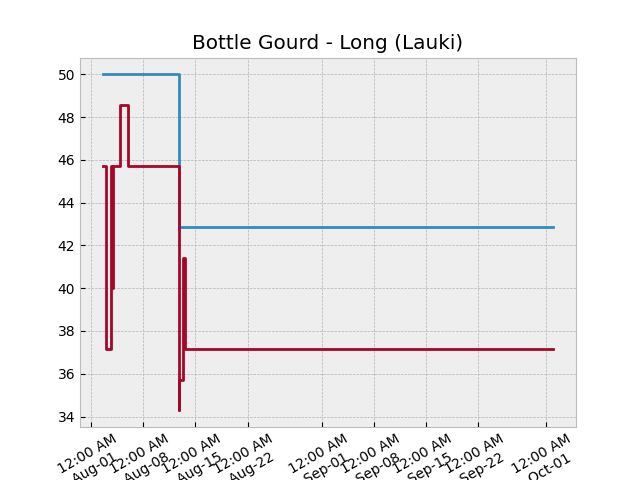 Bottle Gourd - Long (Lauki)
50
48
46
44
42
40
38
36
34
12:00 AM
Aug-01
12:00 AM
Aug-08
12:00 AM
Aug-15
12:00 AM
Aug-22
12:00 AM
Sep-01
12:00 AM
Sep-08
12:00 AM
Sep-15
12:00 AM
Sep-22
12:00 AM
Oct-01